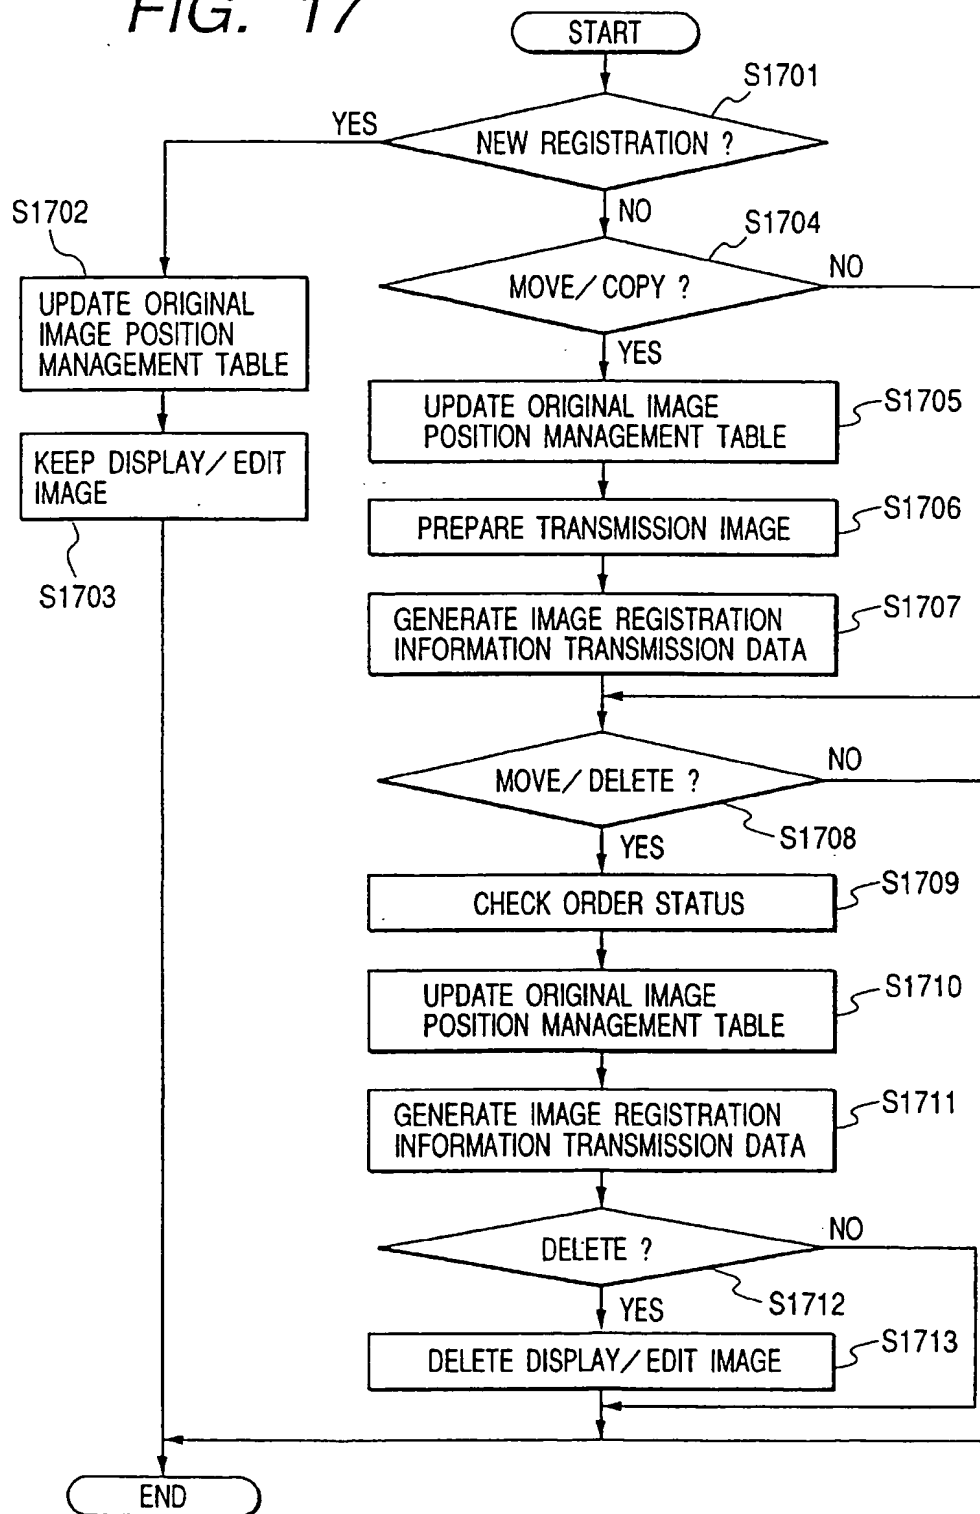 FIG. 17
START
S1701
YES
NEW REGISTRATION ?
S1702
NO
S1704
NO
MOVE/COPY ?
UPDATE ORIGINAL
IMAGE POSITION
MANAGEMENT TABLE
YES
S1705
UPDATE ORIGINAL IMAGE
POSITION MANAGEMENT TABLE
KEEP DISPLAY/EDIT
IMAGE
S1706
PREPARE TRANSMISSION IMAGE
S1703
S1707
GENERATE IMAGE REGISTRATION
INFORMATION TRANSMISSION DATA
NO
MOVE/DELETE ?
S1708
YES
S1709
CHECK ORDER STATUS
S1710
UPDATE ORIGINAL IMAGE
POSITION MANAGEMENT TABLE
S1711
GENERATE IMAGE REGISTRATION
INFORMATION TRANSMISSION DATA
NO
DELETE ?
S1712
YES
S1713
DELETE DISPLAY/EDIT IMAGE
END